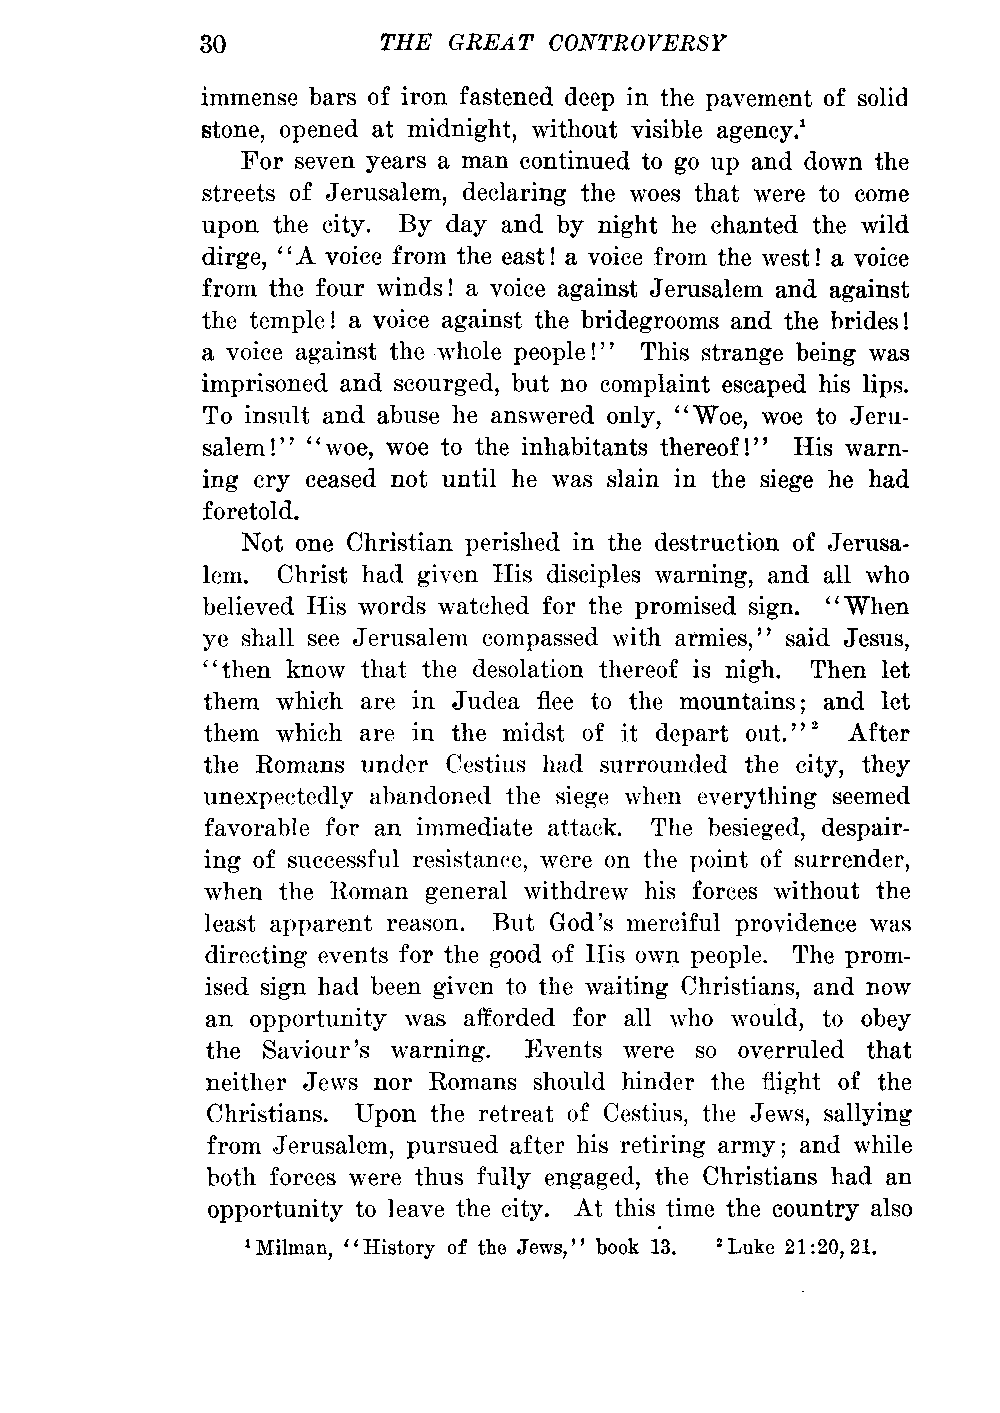 30 THE GREAT CONTROVERSY
immense bars of iron fastened deep in the pavement of solid
stone, opened at midnight, without visible agency.¹
For seven years a man continued to go up and down the
streets of Jerusalem, declaring the woes that were to come
upon the city. By day and by night he chanted the wild
dirge, "A voice from the east! a voice from the west! a voice
from the four winds! a voice against Jerusalem and against
the temple! a voice against the bridegrooms and the brides!
a voice against the whole people!" This strange being was
imprisoned and scourged, but no complaint escaped his lips.
To insult and abuse he answered only, "Woe, woe to Jeru-
salem!" "woe, woe to the inhabitants thereof!" His warn-
ing cry ceased not until he was slain in the siege he had
foretold.
Not one Christian perished in the destruction of Jerusa-
lem. Christ had given His disciples warning, and all who
believed His words watched for the promised sign. "When
ye shall see Jerusalem compassed with armies," said Jesus,
"then know that the desolation thereof is nigh. Then let
them which are in Judea flee to the mountains; and let
them which are in the midst of it depart out."² After
the Romans under Cestius had surrounded the city, they
unexpectedly abandoned the siege when everything seemed
favorable for an immediate attack. The besieged, despair-
ing of successful resistance, were on the point of surrender,
when the Roman general withdrew his forces without the
least apparent reason. But God's merciful providence was
directing events for the good of His own people. The prom-
ised sign had been given to the waiting Christians, and now
an opportunity was afforded for all who would, to obey
the Saviour's warning. Events were so overruled that
neither Jews nor Romans should hinder the flight of the
Christians. Upon the retreat of Cestius, the Jews, sallying
from Jerusalem, pursued after his retiring army; and while
both forces were thus fully engaged, the Christians had an
opportunity to leave the city. At this time the country also
¹Milman, "History of the Jews," book 13. ²Luke 21:20, 21.